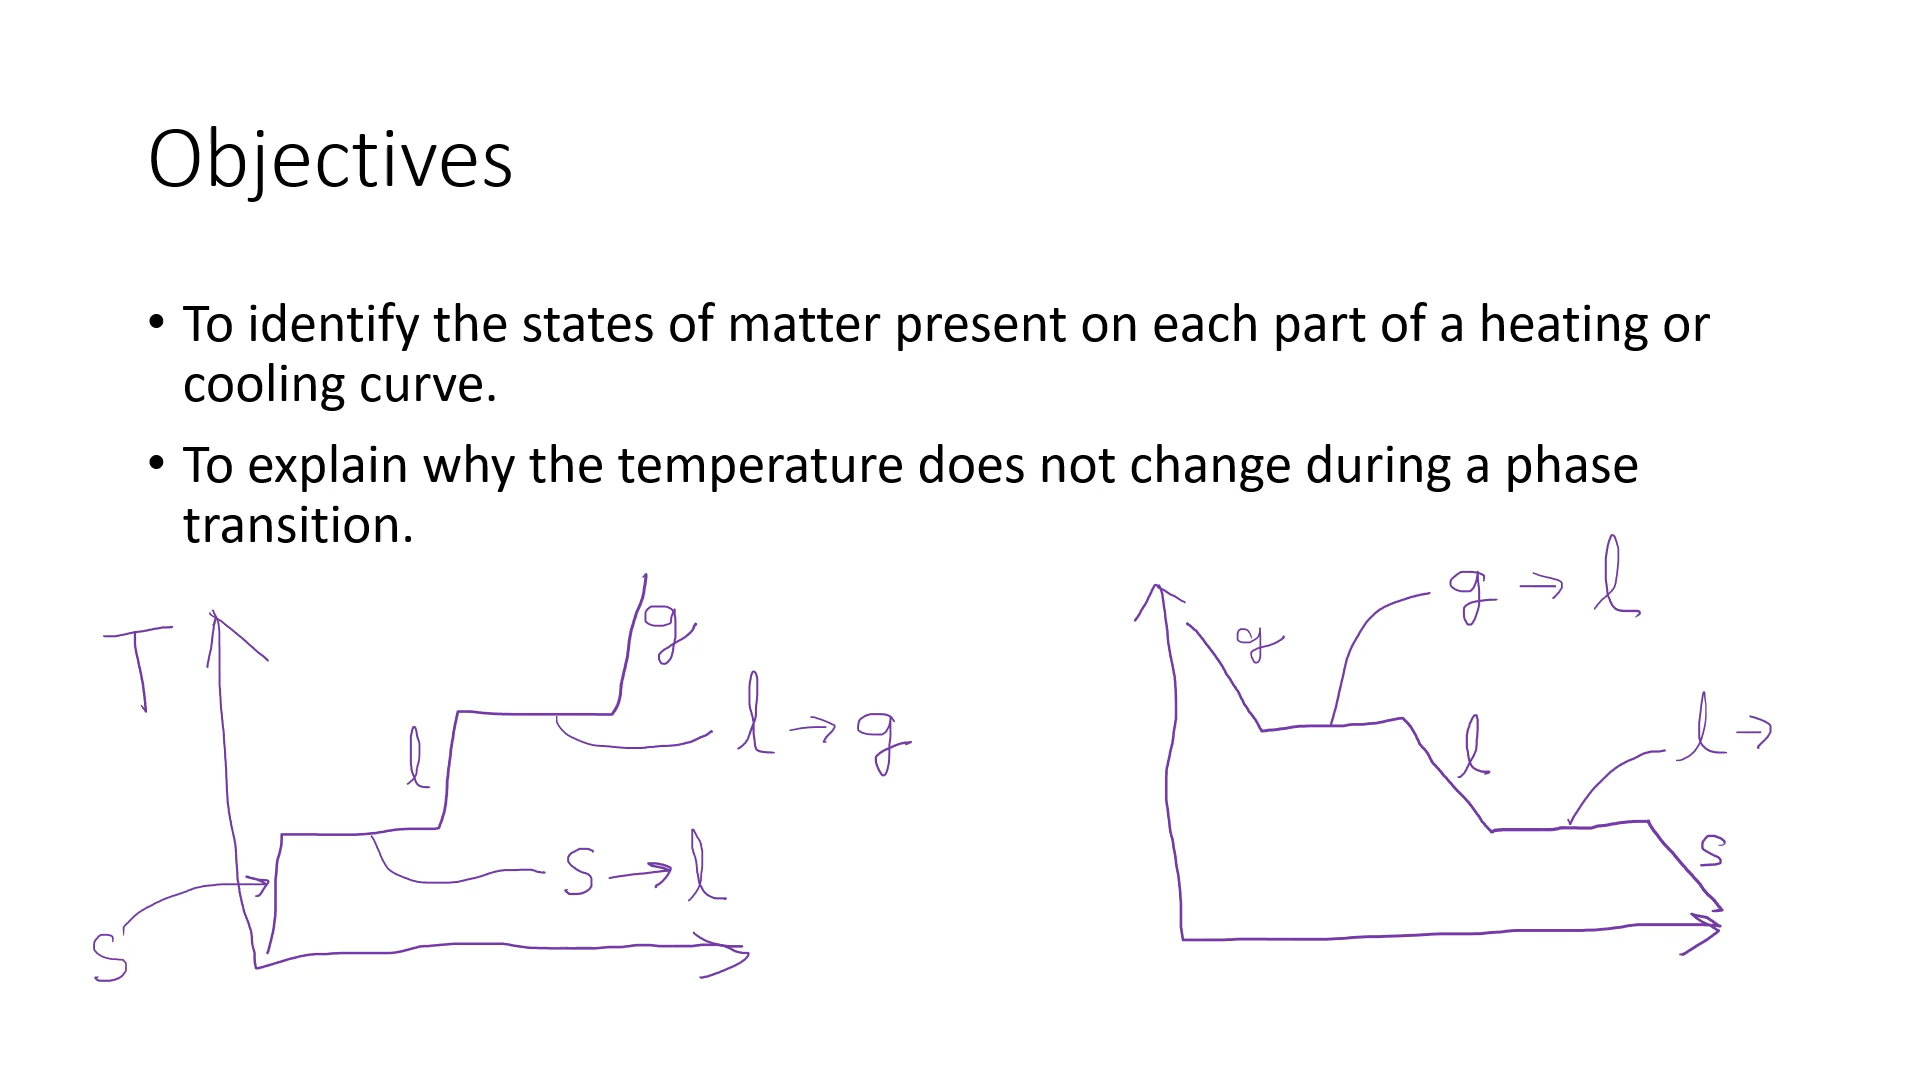 Objectives
• To identify the states of matter present on each part of a heating or
cooling curve.
• To explain why the temperature does not change during a phase
transition.
T
g
l
l → g
s → l
s
g → l
g
l
l →
s